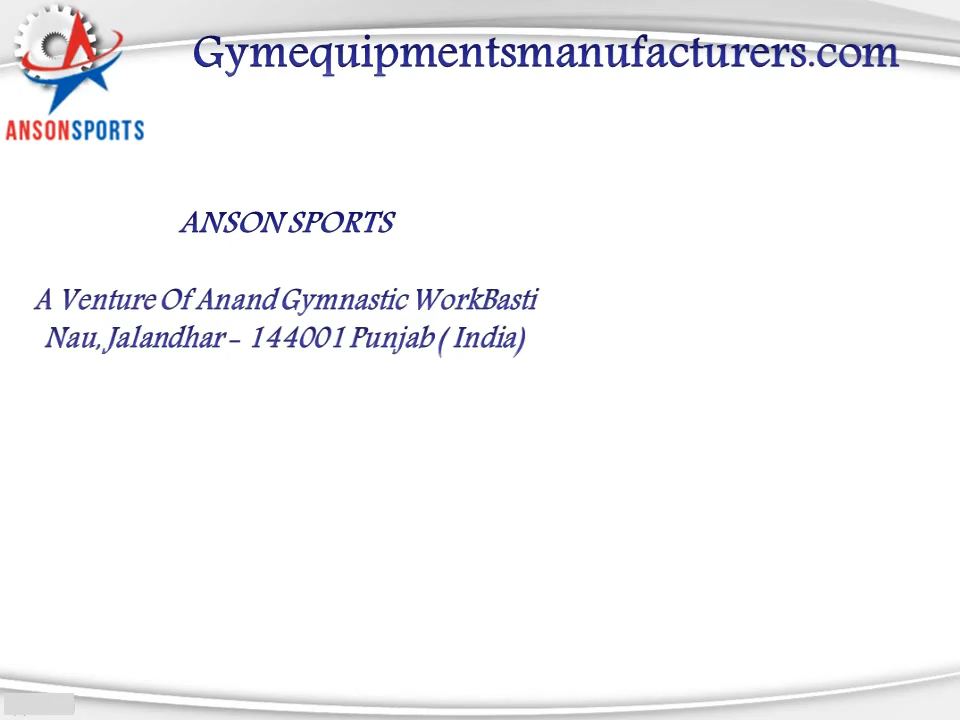 Gymequipmentsmanufacturers.com
ANSONSPORTS
ANSON SPORTS
A Venture Of Anand Gymnastic WorkBasti
Nau, Jalandhar - 144001 Punjab ( India)